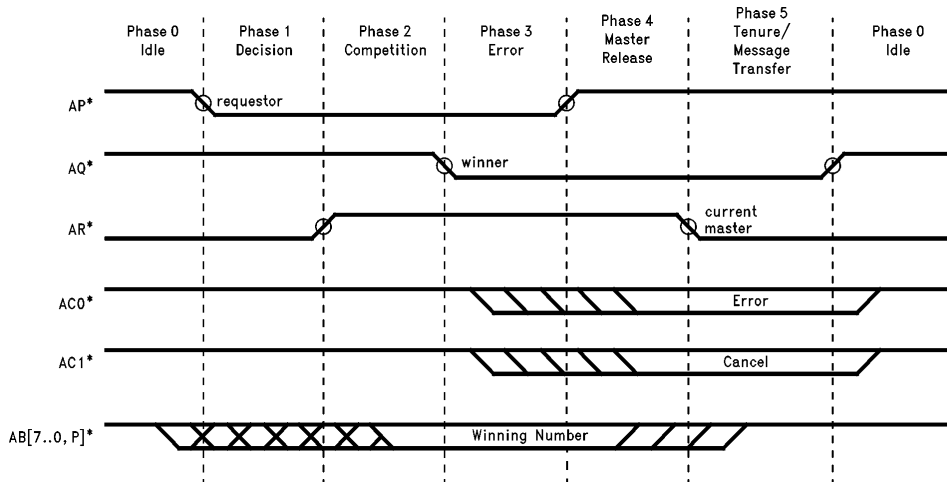 Phase 0
Idle
Phase 1
Decision
Phase 2
Competition
Phase 3
Error
Phase 4
Master
Release
Phase 5
Tenure/
Message
Transfer
Phase 0
Idle
AP*
requestor
AQ*
winner
AR*
current
master
AC0*
Error
AC1*
Cancel
AB[7..0, P]*
Winning Number